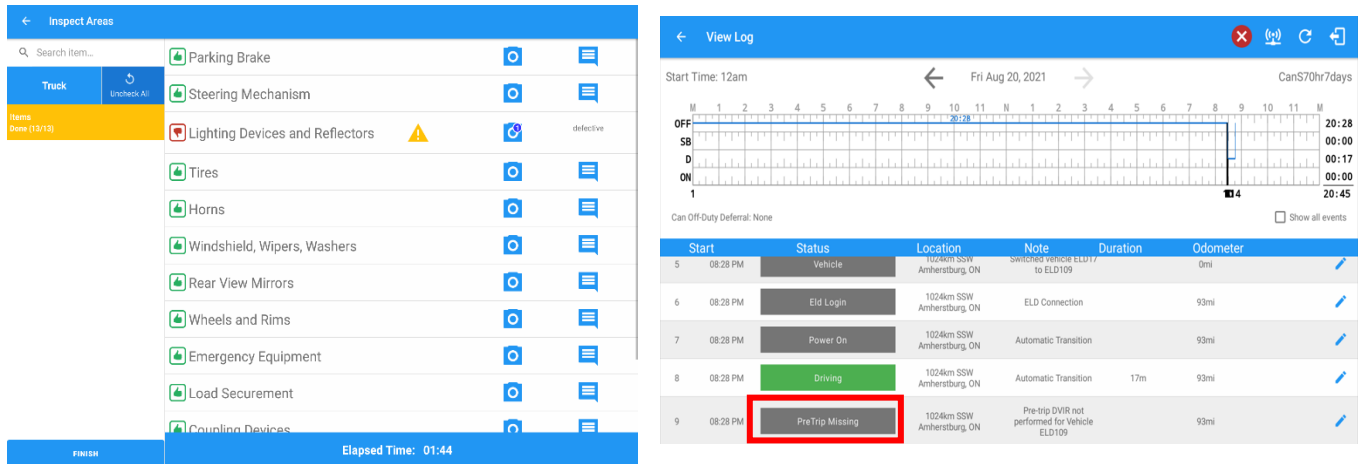 Inspect Areas
Search item...
Truck
Uncheck All
Items
Done (13/13)
Parking Brake
Steering Mechanism
Lighting Devices and Reflectors
defective
Tires
Horns
Windshield, Wipers, Washers
Rear View Mirrors
Wheels and Rims
Emergency Equipment
Load Securement
Coupling Devices
FINISH
Elapsed Time: 01:44
View Log
Start Time: 12am
Fri Aug 20, 2021
CanS70hr7days
M 1 2 3 4 5 6 7 8 9 10 11 N 1 2 3 4 5 6 7 8 9 10 11 M
OFF 20:28 20:28
SB 00:00
D 00:17
ON 00:00
1 4 20:45
Can Off-Duty Deferral: None
Show all events
Start Status Location Note Duration Odometer
5 08:28 PM Vehicle 1024km SSW Amherstburg, ON Switched vehicle ELD17 to ELD109 0mi
6 08:28 PM Eld Login 1024km SSW Amherstburg, ON ELD Connection 93mi
7 08:28 PM Power On 1024km SSW Amherstburg, ON Automatic Transition 93mi
8 08:28 PM Driving 1024km SSW Amherstburg, ON Automatic Transition 17m 93mi
9 08:28 PM PreTrip Missing 1024km SSW Amherstburg, ON Pre-trip DVIR not performed for Vehicle ELD109 93mi